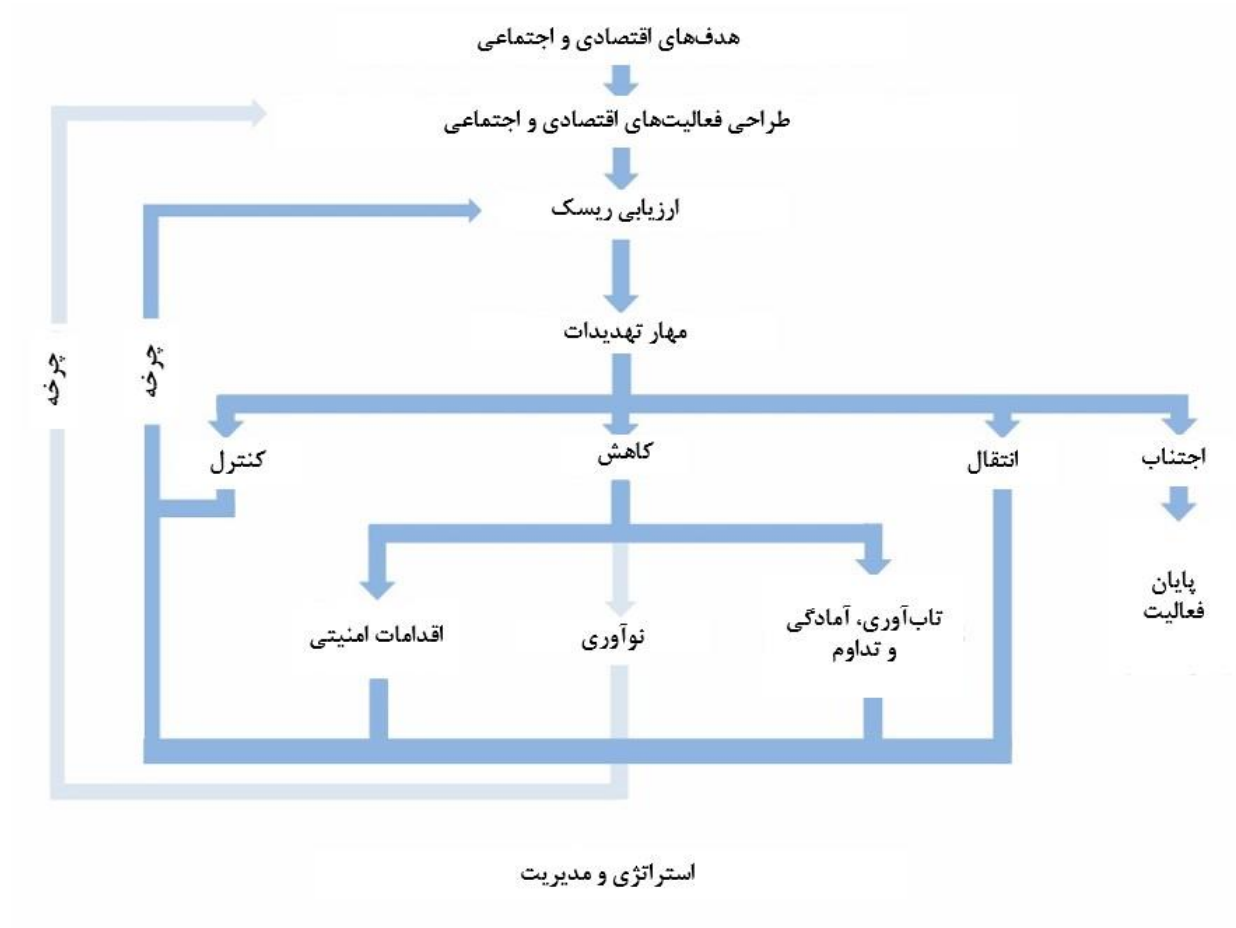 هدف‌های اقتصادی و اجتماعی
طراحی فعالیت‌های اقتصادی و اجتماعی
ارزیابی ریسک
مهار تهدیدات
چرخه
چرخه
اجتناب
انتقال
کاهش
کنترل
پایان
فعالیت
تاب‌آوری، آمادگی
و تداوم
نوآوری
اقدامات امنیتی
استراتژی و مدیریت